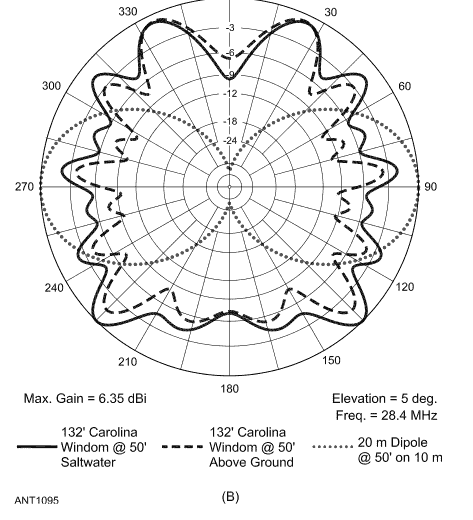 330
30
-3
-6
-9
-12
-18
-24
300
60
270
90
240
120
210
150
180
Max. Gain = 6.35 dBi
Elevation = 5 deg.
Freq. = 28.4 MHz
132' Carolina
Windom @ 50'
Saltwater
132' Carolina
Windom @ 50'
Above Ground
20 m Dipole
@ 50' on 10 m
ANT1095
(B)